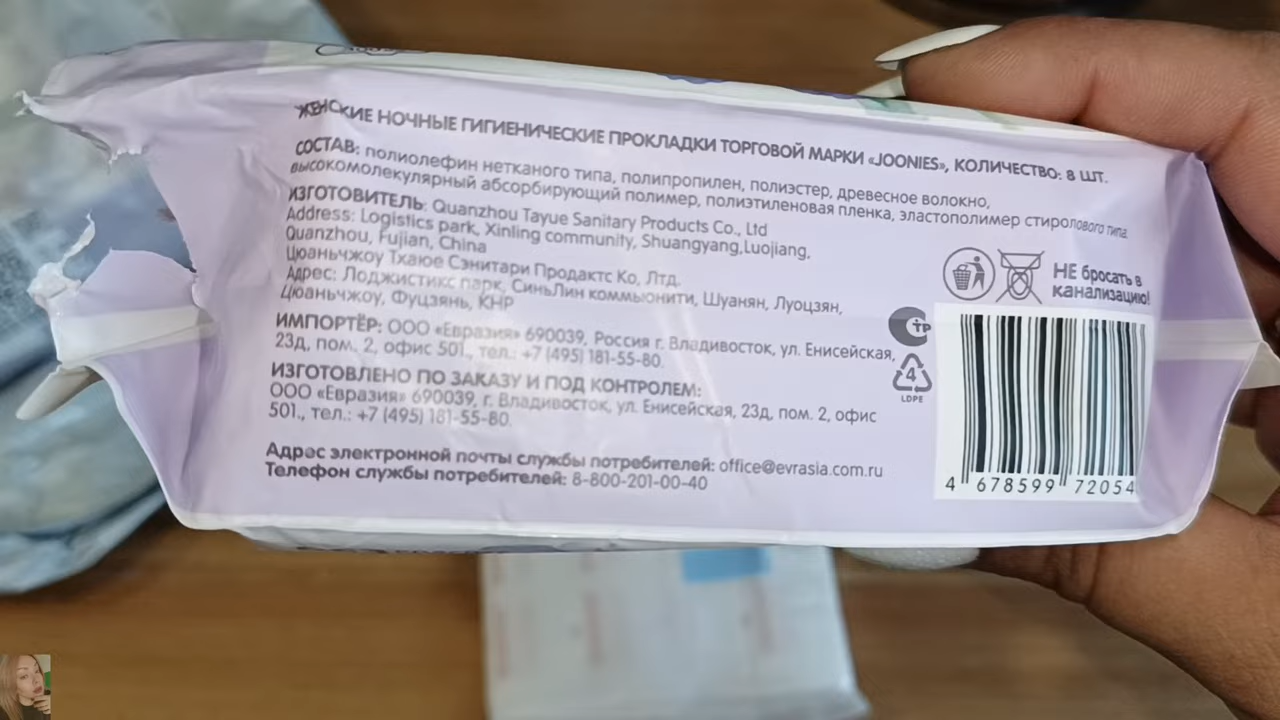 ЖЕНСКИЕ НОЧНЫЕ ГИГИЕНИЧЕСКИЕ ПРОКЛАДКИ ТОРГОВОЙ МАРКИ «JOONIES», КОЛИЧЕСТВО: 8 ШТ.
СОСТАВ: полиолефин нетканого типа, полипропилен, полиэстер, древесное волокно,
высокомолекулярный абсорбирующий полимер, полиэтиленовая пленка, эластополимер стиролового типа.
ИЗГОТОВИТЕЛЬ: Quanzhou Tayue Sanitary Products Co., Ltd
Address: Logistics park, Xinling community, Shuangyang,Luojiang,
Quanzhou, Fujian, China
Цюаньчжоу Тхаюе Сэнитари Продактс Ко, Лтд.
Адрес: Лоджистикс парк, СиньЛин коммьюнити, Шуанян, Луоцзян,
Цюаньчжоу, Фуцзянь, КНР
ИМПОРТЁР: ООО «Евразия» 690039, Россия г. Владивосток, ул. Енисейская,
23д, пом. 2, офис 501., тел.: +7 (495) 181-55-80.
ИЗГОТОВЛЕНО ПО ЗАКАЗУ И ПОД КОНТРОЛЕМ:
ООО «Евразия» 690039, г. Владивосток, ул. Енисейская, 23д, пом. 2, офис
501., тел.: +7 (495) 181-55-80.
Адрес электронной почты службы потребителей: office@evrasia.com.ru
Телефон службы потребителей: 8-800-201-00-40
НЕ бросать в
канализацию!
СТР
4
LDPE
4 678599 72054